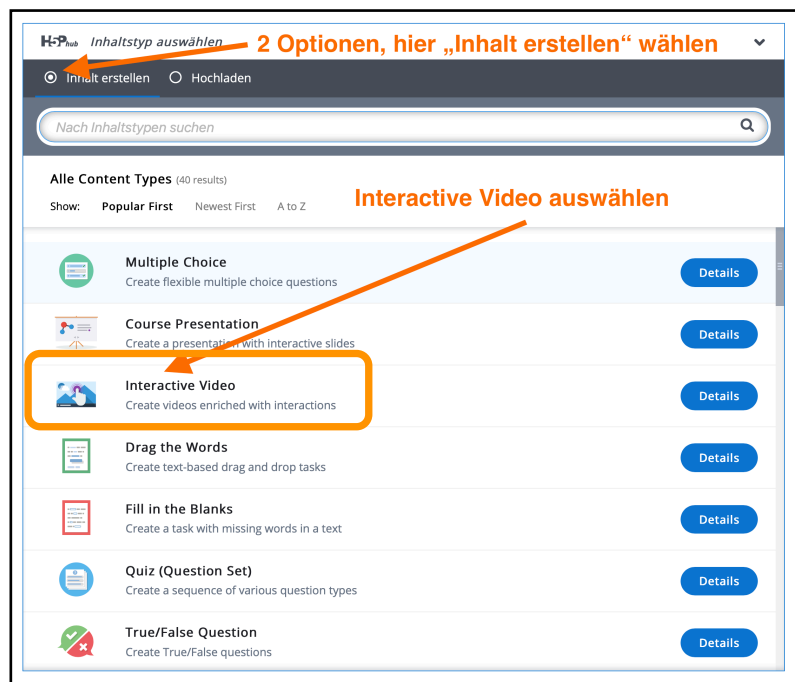 H5P hub Inhaltstyp auswählen 2 Optionen, hier „Inhalt erstellen“ wählen
Inhalt erstellen Hochladen
Nach Inhaltstypen suchen
Alle Content Types (40 results)
Interactive Video auswählen
Show: Popular First Newest First A to Z
Multiple Choice
Create flexible multiple choice questions
Details
Course Presentation
Create a presentation with interactive slides
Details
Interactive Video
Create videos enriched with interactions
Details
Drag the Words
Create text-based drag and drop tasks
Details
Fill in the Blanks
Create a task with missing words in a text
Details
Quiz (Question Set)
Create a sequence of various question types
Details
True/False Question
Create True/False questions
Details